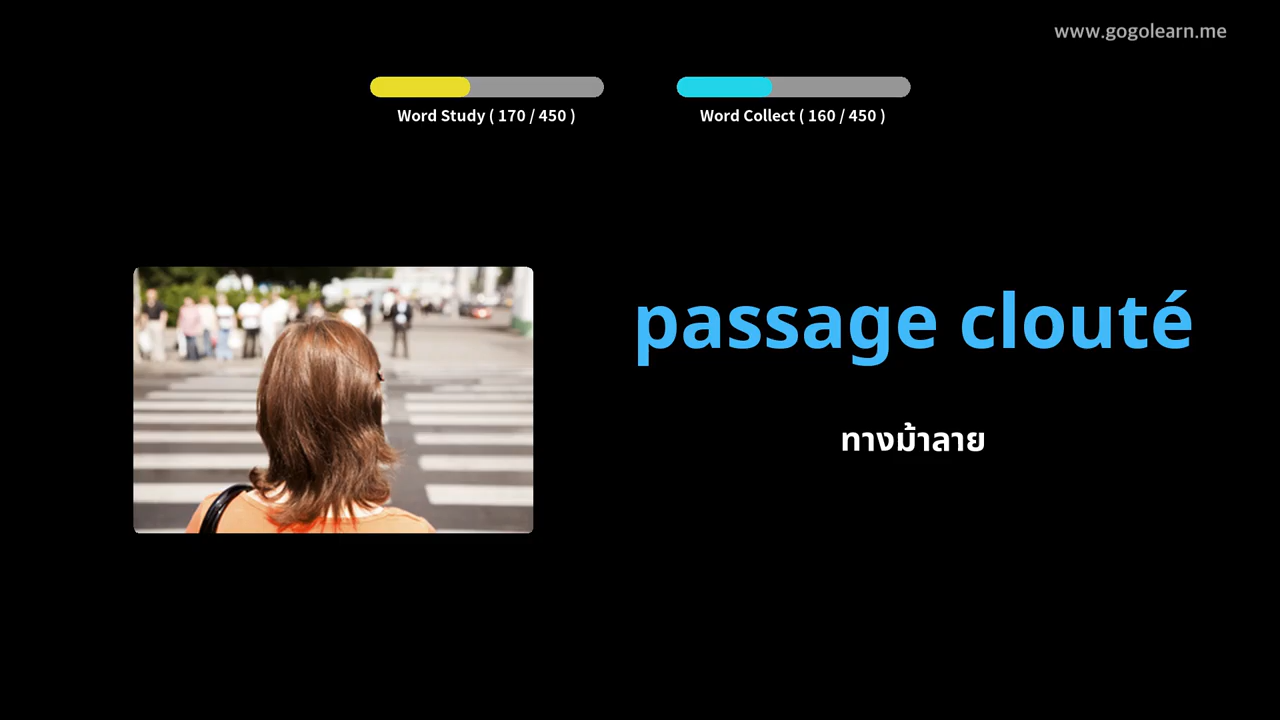 www.gogolearn.me
Word Study ( 170 / 450 )
Word Collect ( 160 / 450 )
passage clouté
ทางม้าลาย